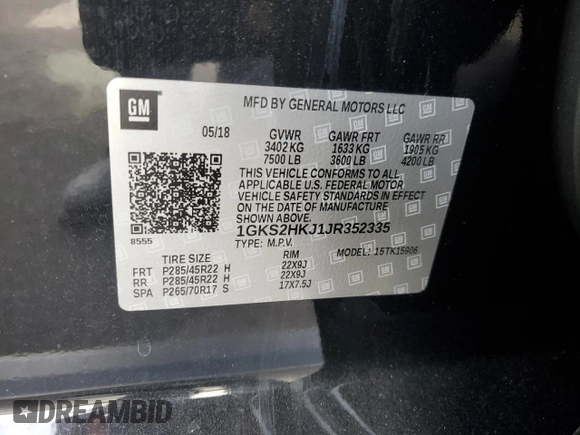 GM
MFD BY GENERAL MOTORS LLC
05/18 GVWR GAWR FRT GAWR RR
3402 KG 1633 KG 1905 KG
7500 LB 3600 LB 4200 LB
THIS VEHICLE CONFORMS TO ALL
APPLICABLE U.S. FEDERAL MOTOR
VEHICLE SAFETY STANDARDS IN EFFECT
ON THE DATE OF MANUFACTURE
SHOWN ABOVE.
1GKS2HKJ1JR352335
8555
TYPE: M.P.V. MODEL: 15 TK15906
TIRE SIZE RIM
FRT P285/45R22 H 22X9J
RR P285/45R22 H 22X9J
SPA P265/70R17 S 17X7.5J
DREAMBID